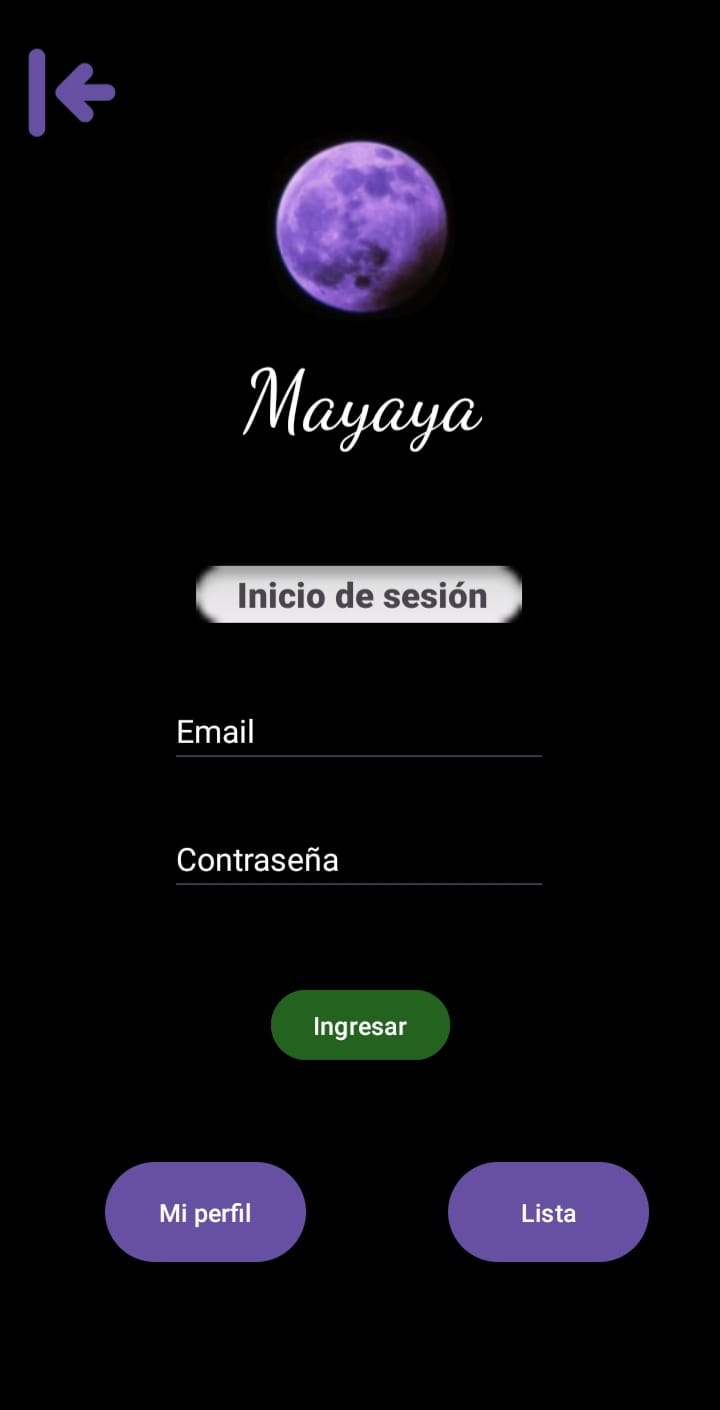 Mayaya
Inicio de sesión
Email
Contraseña
Ingresar
Mi perfil
Lista